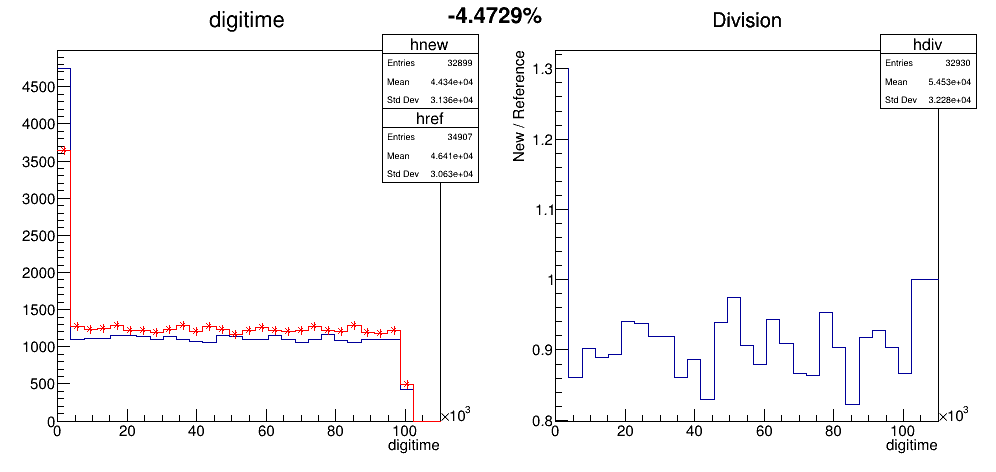 -4.4729%
digitime
hnew
Entries 32899
Mean 4.434e+04
Std Dev 3.136e+04
href
Entries 34907
Mean 4.641e+04
Std Dev 3.063e+04
4500
4000
3500
3000
2500
2000
1500
1000
500
0
0 20 40 60 80 100 ×10³
digitime
Division
hdiv
Entries 32930
Mean 5.453e+04
Std Dev 3.228e+04
New / Reference
1.3
1.2
1.1
1
0.9
0.8
0 20 40 60 80 100 ×10³
digitime